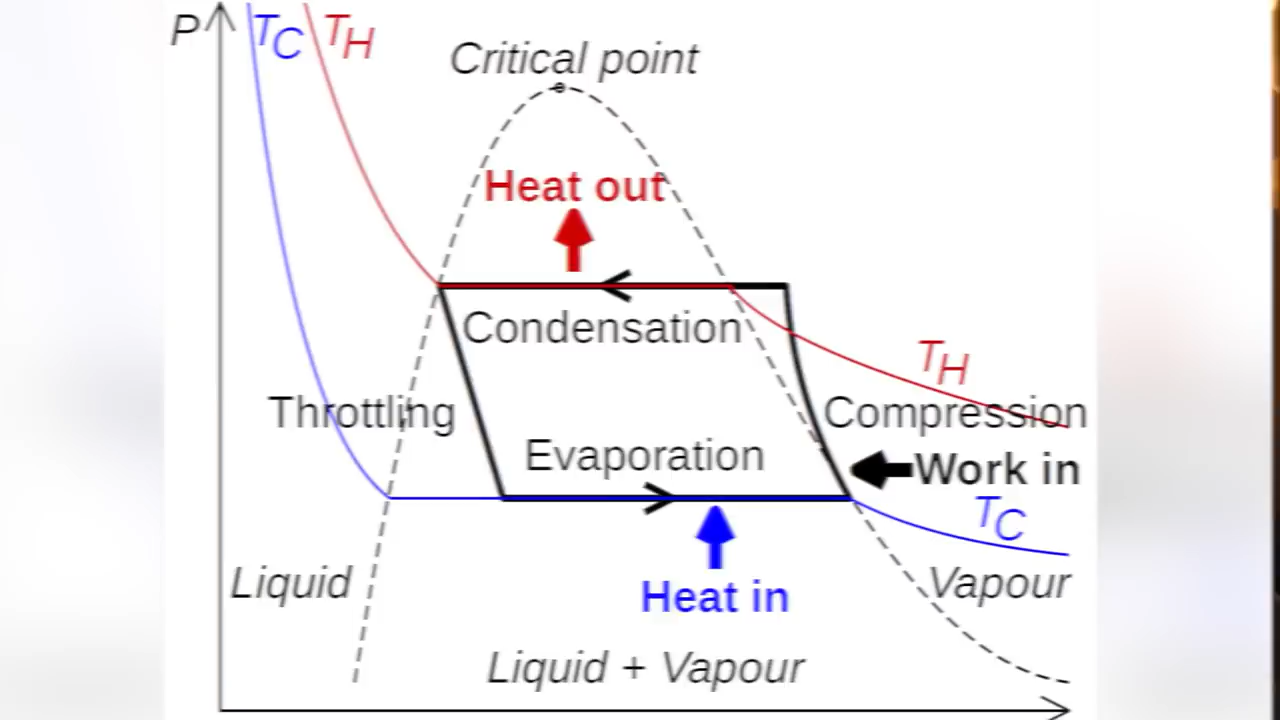 P
TC
TH
Critical point
Heat out
Condensation
TH
Throttling
Compression
Evaporation
Work in
TC
Liquid
Heat in
Vapour
Liquid + Vapour